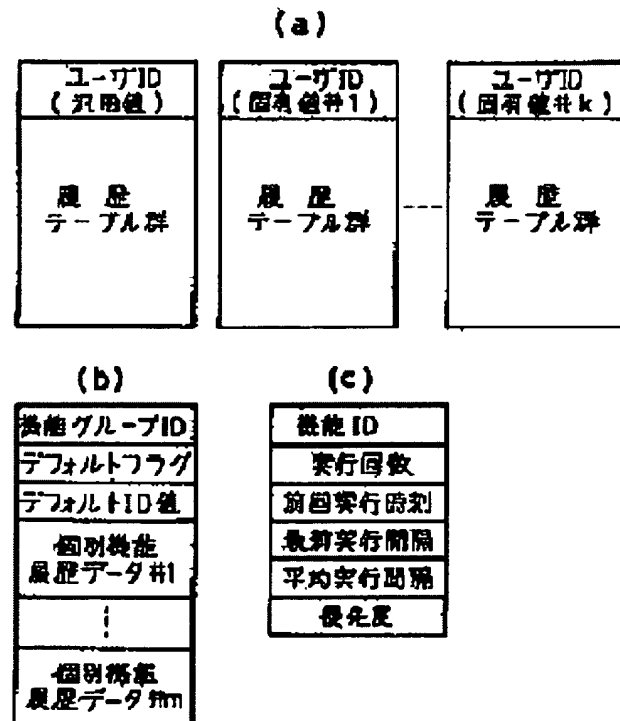 (a)
ユーザID
(汎用値)
履歴
テーブル群
ユーザID
(固有値#1)
履歴
テーブル群
ユーザID
(固有値#k)
履歴
テーブル群
(b)
機能グループID
デフォルトフラグ
デフォルトID値
個別機能
履歴データ#1
個別機能
履歴データ#m
(c)
機能ID
実行回数
前回実行時刻
最前実行間隔
平均実行間隔
優先度